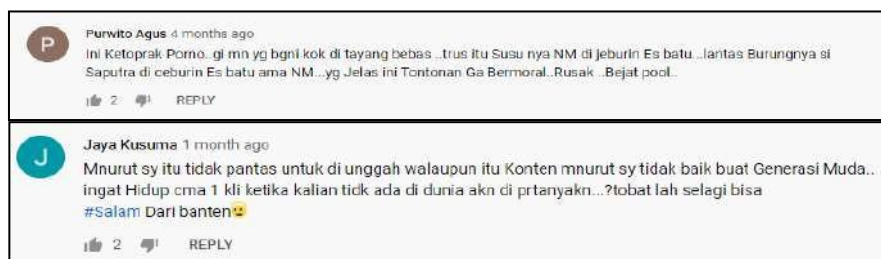 P
Purwito Agus 4 months ago
Ini Ketoprak Porno..gi mn yg bgni kok di tayang bebas ..trus itu Susu nya NM di jeburin Es batu...lantas Burungnya si
Saputra di ceburin Es batu ama NM...yg Jelas ini Tontonan Ga Bermoral..Rusak ..Bejat pool..
2 REPLY
J
Jaya Kusuma 1 month ago
Mnurut sy itu tidak pantas untuk di unggah walaupun itu Konten mnurut sy tidak baik buat Generasi Muda..
ingat Hidup cma 1 kli ketika kalian tidk ada di dunia akn di prtanyakn...?tobat lah selagi bisa
#Salam Dari banten
2 REPLY